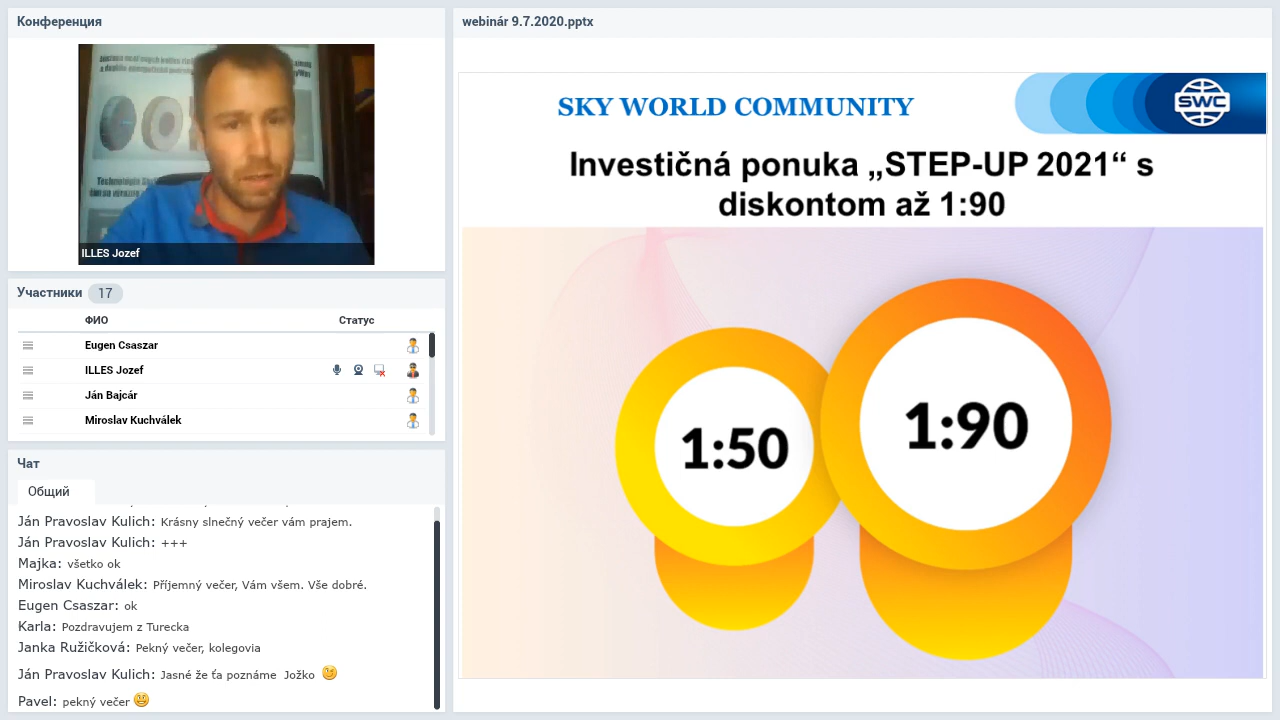 Конференция
ILLES Jozef
Участники 17
ФИО Статус
Eugen Csaszar
ILLES Jozef
Ján Bajcár
Miroslav Kuchválek
Чат
Общий
Ján Pravoslav Kulich: Krásny slnečný večer vám prajem.
Ján Pravoslav Kulich: +++
Majka: všetko ok
Miroslav Kuchválek: Příjemný večer, Vám všem. Vše dobré.
Eugen Csaszar: ok
Karla: Pozdravujem z Turecka
Janka Ružičková: Pekný večer, kolegovia
Ján Pravoslav Kulich: Jasné že ťa poznáme Jožko
Pavel: pekný večer
webinár 9.7.2020.pptx
SKY WORLD COMMUNITY
SWC
Investičná ponuka „STEP-UP 2021“ s
diskontom až 1:90
1:50
1:90